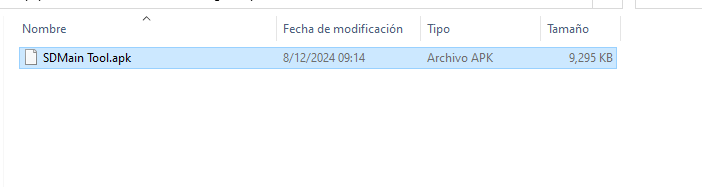 Nombre Fecha de modificación Tipo Tamaño
SDMain Tool.apk 8/12/2024 09:14 Archivo APK 9,295 KB